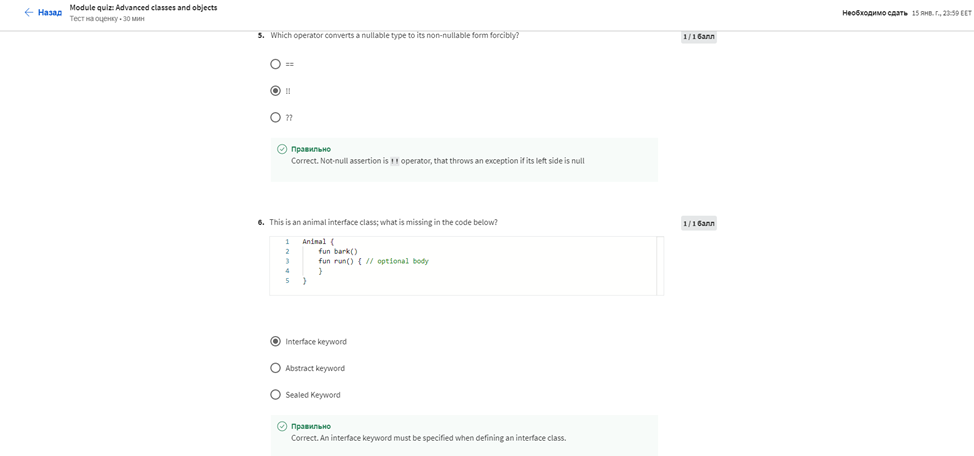 Назад
Module quiz: Advanced classes and objects
Тест на оценку • 30 мин
Необходимо сдать 15 янв. г., 23:59 EET
5. Which operator converts a nullable type to its non-nullable form forcibly?
1 / 1 балл
==
!!
??
Правильно
Correct. Not-null assertion is !! operator, that throws an exception if its left side is null
6. This is an animal interface class; what is missing in the code below?
1 / 1 балл
1 Animal {
2 fun bark()
3 fun run() { // optional body
4 }
5 }
Interface keyword
Abstract keyword
Sealed Keyword
Правильно
Correct. An interface keyword must be specified when defining an interface class.